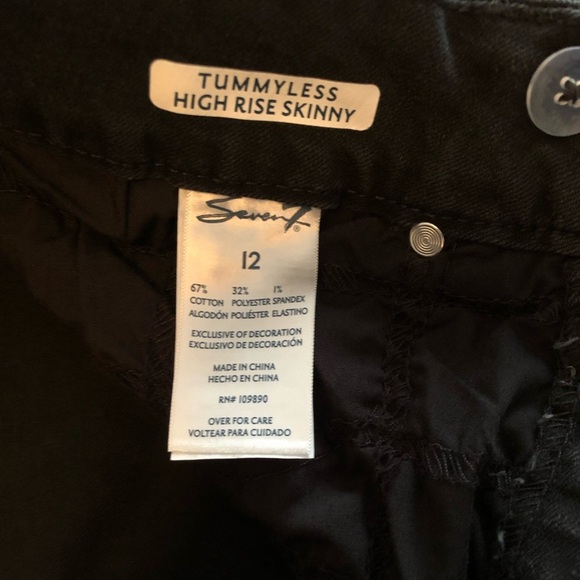 TUMMYLESS
HIGH RISE SKINNY
Seven7®
12
67% 32% 1%
COTTON POLYESTER SPANDEX
ALGODÓN POLIÉSTER ELASTINO
EXCLUSIVE OF DECORATION
EXCLUSIVO DE DECORACIÓN
MADE IN CHINA
HECHO EN CHINA
RN# 109890
OVER FOR CARE
VOLTEAR PARA CUIDADO